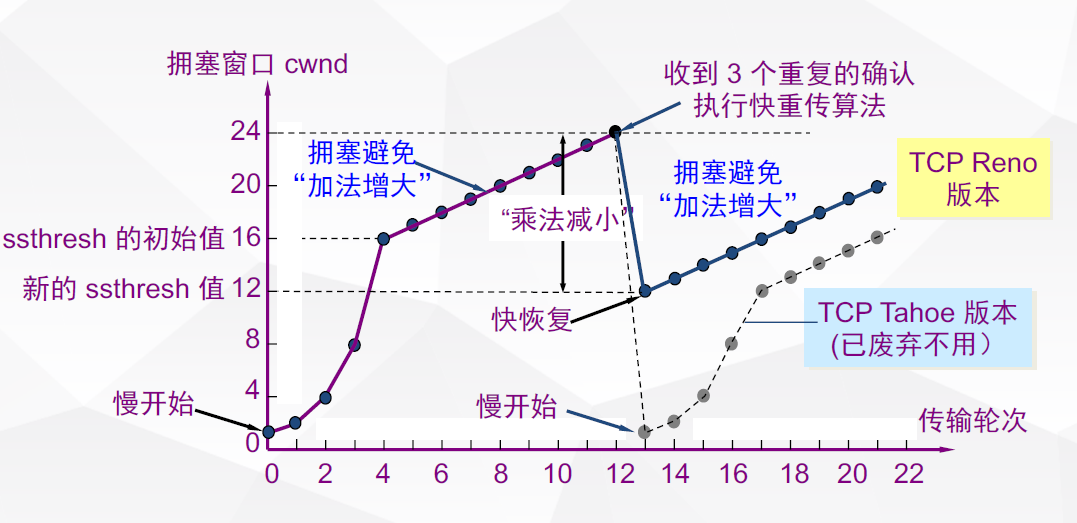 拥塞窗口 cwnd
收到 3 个重复的确认
执行快重传算法
24
拥塞避免
“加法增大”
拥塞避免
“加法增大”
TCP Reno
版本
20
“乘法减小”
ssthresh 的初始值 16
新的 ssthresh 值 12
快恢复
TCP Tahoe 版本
(已废弃不用）
8
4
慢开始
慢开始
传输轮次
0
0 2 4 6 8 10 12 14 16 18 20 22